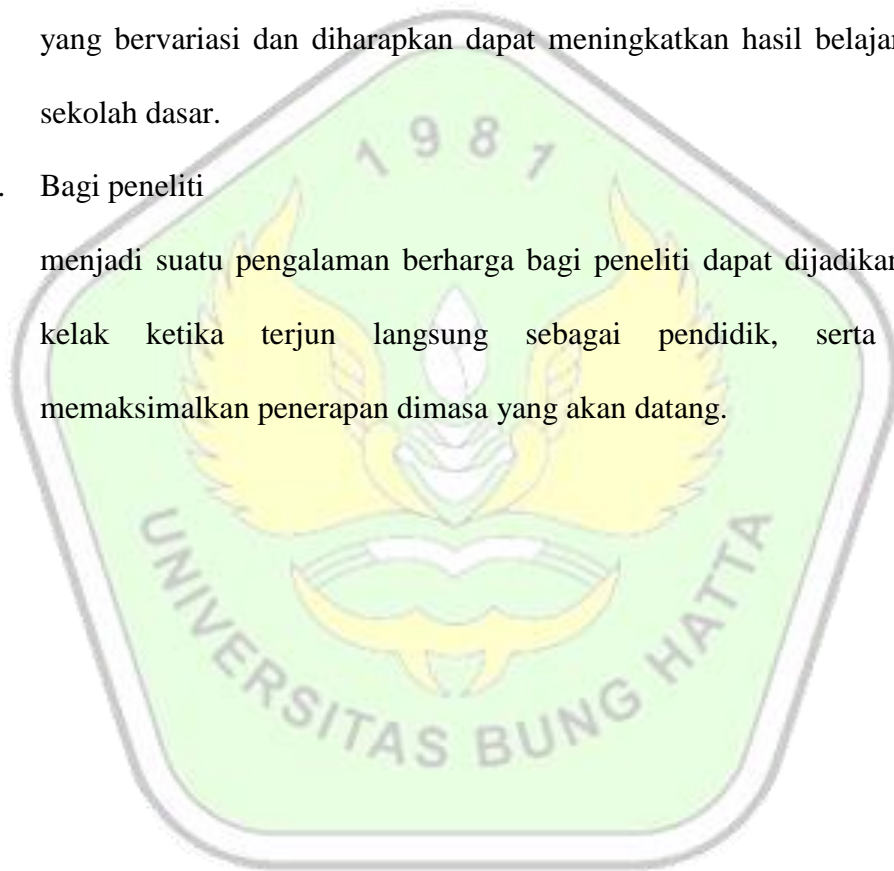 yang bervariasi dan diharapkan dapat meningkatkan hasil belajar
sekolah dasar.
. Bagi peneliti
menjadi suatu pengalaman berharga bagi peneliti dapat dijadikan
kelak ketika terjun langsung sebagai pendidik, serta
memaksimalkan penerapan dimasa yang akan datang.
1981
UNIVERSITAS BUNG HATTA